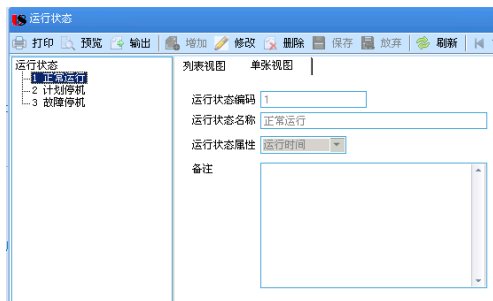 运行状态
打印 预览 输出 增加 修改 删除 保存 放弃 刷新
运行状态
1 正常运行
2 计划停机
3 故障停机
列表视图 单张视图
运行状态编码 1
运行状态名称 正常运行
运行状态属性 运行时间
备注